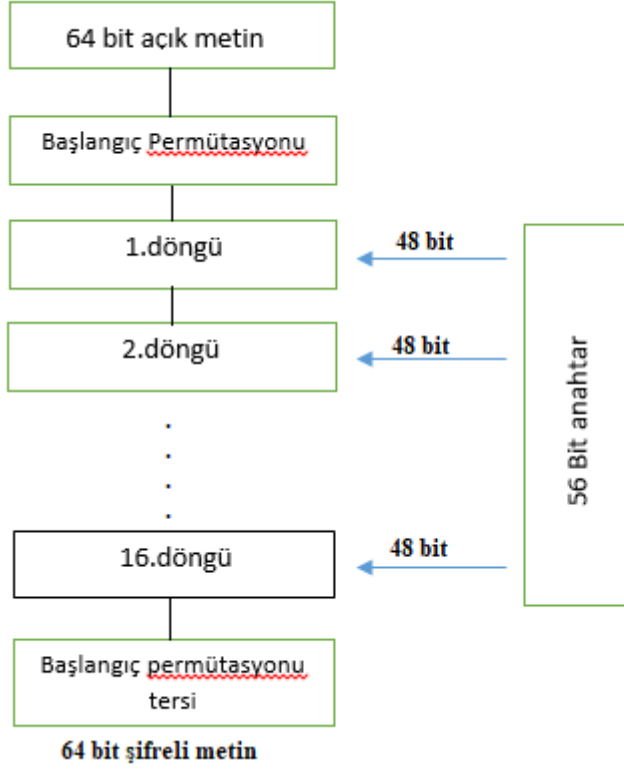 64 bit açık metin
Başlangıç Permütasyonu
1.döngü
48 bit
2.döngü
48 bit
56 Bit anahtar
.
.
.
.
16.döngü
48 bit
Başlangıç permütasyonu
tersi
64 bit şifreli metin